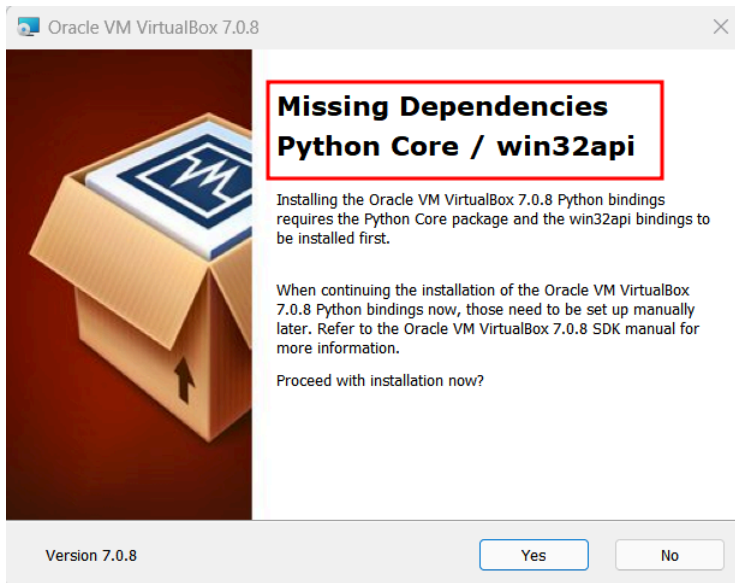 Oracle VM VirtualBox 7.0.8
Missing Dependencies
Python Core / win32api
Installing the Oracle VM VirtualBox 7.0.8 Python bindings
requires the Python Core package and the win32api bindings to
be installed first.
When continuing the installation of the Oracle VM VirtualBox
7.0.8 Python bindings now, those need to be set up manually
later. Refer to the Oracle VM VirtualBox 7.0.8 SDK manual for
more information.
Proceed with installation now?
Version 7.0.8
Yes
No